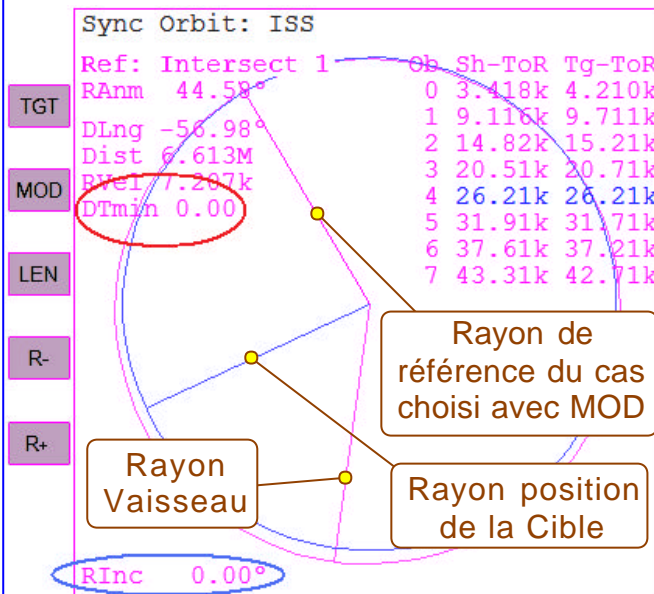 Sync Orbit: ISS
Ref: Intersect 1
RAnm 44.58°
DLng -56.98°
Dist 6.613M
RVel 7.207k
DTmin 0.00
Ob Sh-ToR Tg-ToR
0 3.418k 4.210k
1 9.116k 9.711k
2 14.82k 15.21k
3 20.51k 20.71k
4 26.21k 26.21k
5 31.91k 31.71k
6 37.61k 37.21k
7 43.31k 42.71k
TGT
MOD
LEN
R-
R+
Rayon de
référence du cas
choisi avec MOD
Rayon
Vaisseau
Rayon position
de la Cible
RInc 0.00°